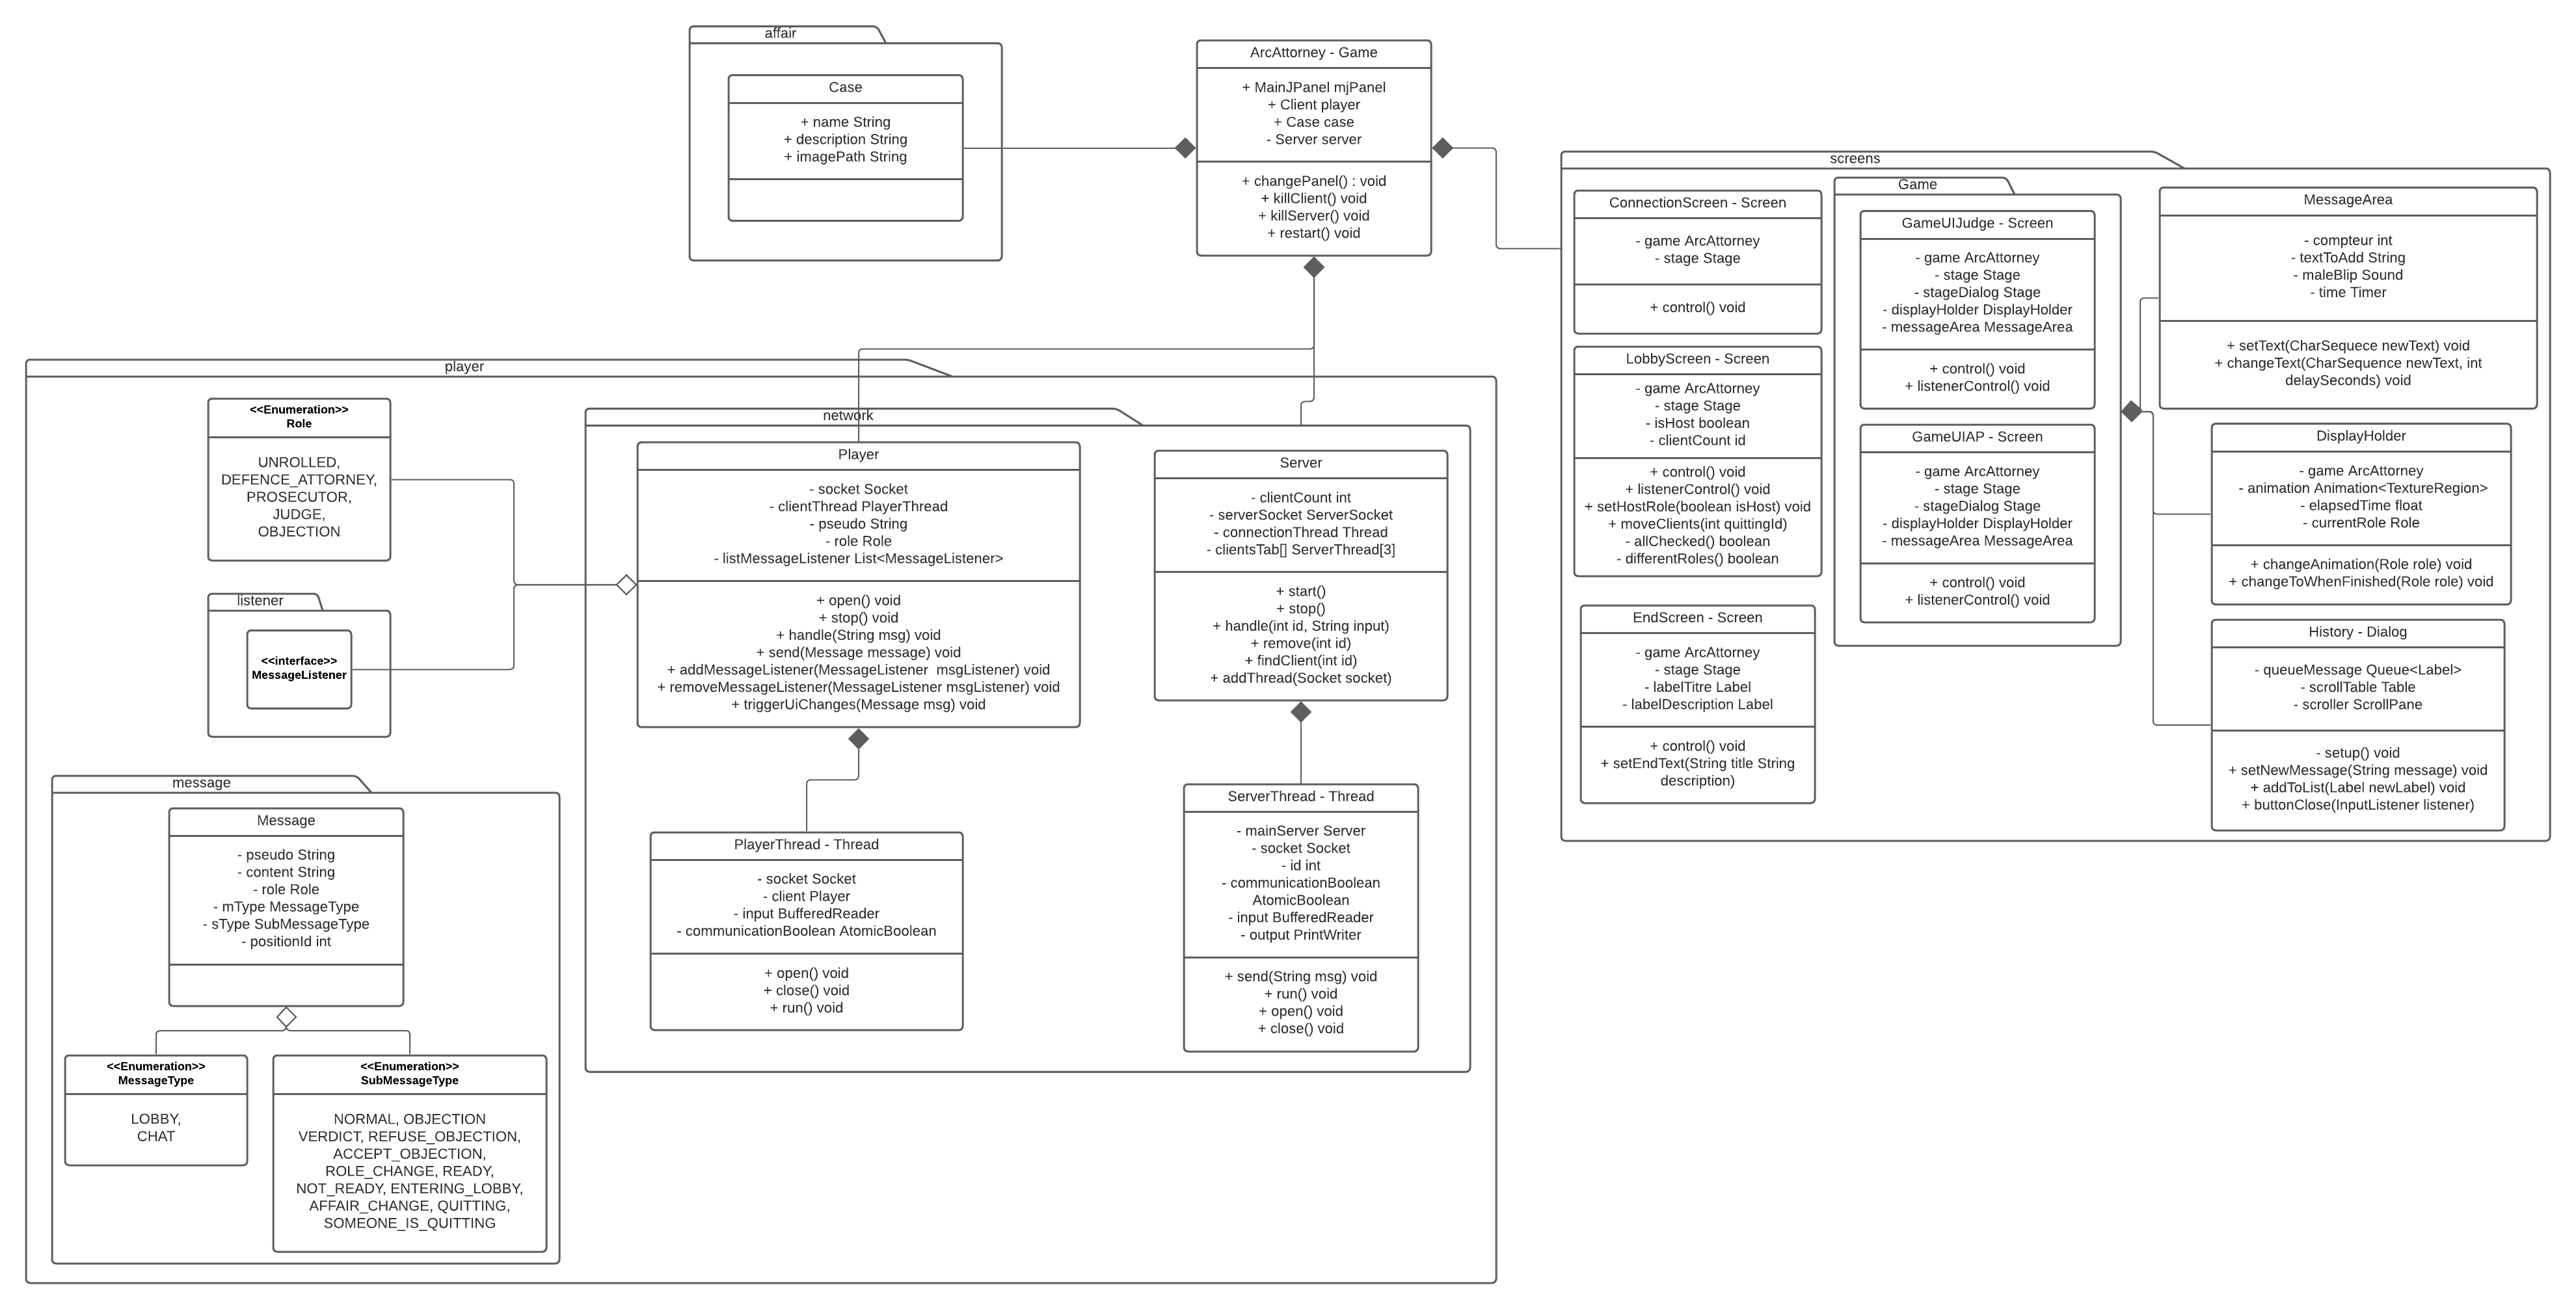 affair
Case
+ name String
+ description String
+ imagePath String
ArcAttorney - Game
+ MainJPanel mjPanel
+ Client player
+ Case case
- Server server
+ changePanel() : void
+ killClient() void
+ killServer() void
+ restart() void
screens
ConnectionScreen - Screen
- game ArcAttorney
- stage Stage
+ control() void
LobbyScreen - Screen
- game ArcAttorney
- stage Stage
- isHost boolean
- clientCount id
+ control() void
+ listenerControl() void
+ setHostRole(boolean isHost) void
+ moveClients(int quittingId)
- allChecked() boolean
- differentRoles() boolean
EndScreen - Screen
- game ArcAttorney
- stage Stage
- labelTitre Label
- labelDescription Label
+ control() void
+ setEndText(String title String
description)
Game
GameUIJudge - Screen
- game ArcAttorney
- stage Stage
- stageDialog Stage
- displayHolder DisplayHolder
- messageArea MessageArea
+ control() void
+ listenerControl() void
GameUIAP - Screen
- game ArcAttorney
- stage Stage
- stageDialog Stage
- displayHolder DisplayHolder
- messageArea MessageArea
+ control() void
+ listenerControl() void
MessageArea
- compteur int
- textToAdd String
- maleBlip Sound
- time Timer
+ setText(CharSequece newText) void
+ changeText(CharSequence newText, int
delaySeconds) void
DisplayHolder
- game ArcAttorney
- animation Animation<TextureRegion>
- elapsedTime float
- currentRole Role
+ changeAnimation(Role role) void
+ changeToWhenFinished(Role role) void
History - Dialog
- queueMessage Queue<Label>
- scrollTable Table
- scroller ScrollPane
- setup() void
+ setNewMessage(String message) void
+ addToList(Label newLabel) void
+ buttonClose(InputListener listener)
player
<<Enumeration>>
Role
UNROLLED,
DEFENCE_ATTORNEY,
PROSECUTOR,
JUDGE,
OBJECTION
listener
<<interface>>
MessageListener
network
Player
- socket Socket
- clientThread PlayerThread
- pseudo String
- role Role
- listMessageListener List<MessageListener>
+ open() void
+ stop() void
+ handle(String msg) void
+ send(Message message) void
+ addMessageListener(MessageListener  msgListener) void
+ removeMessageListener(MessageListener msgListener) void
+ triggerUiChanges(Message msg) void
Server
- clientCount int
- serverSocket ServerSocket
- connectionThread Thread
- clientsTab[] ServerThread[3]
+ start()
+ stop()
+ handle(int id, String input)
+ remove(int id)
+ findClient(int id)
+ addThread(Socket socket)
PlayerThread - Thread
- socket Socket
- client Player
- input BufferedReader
- communicationBoolean AtomicBoolean
+ open() void
+ close() void
+ run() void
ServerThread - Thread
- mainServer Server
- socket Socket
- id int
- communicationBoolean
AtomicBoolean
- input BufferedReader
- output PrintWriter
+ send(String msg) void
+ run() void
+ open() void
+ close() void
message
Message
- pseudo String
- content String
- role Role
- mType MessageType
- sType SubMessageType
- positionId int
<<Enumeration>>
MessageType
LOBBY,
CHAT
<<Enumeration>>
SubMessageType
NORMAL, OBJECTION
VERDICT, REFUSE_OBJECTION,
ACCEPT_OBJECTION,
ROLE_CHANGE, READY,
NOT_READY, ENTERING_LOBBY,
AFFAIR_CHANGE, QUITTING,
SOMEONE_IS_QUITTING